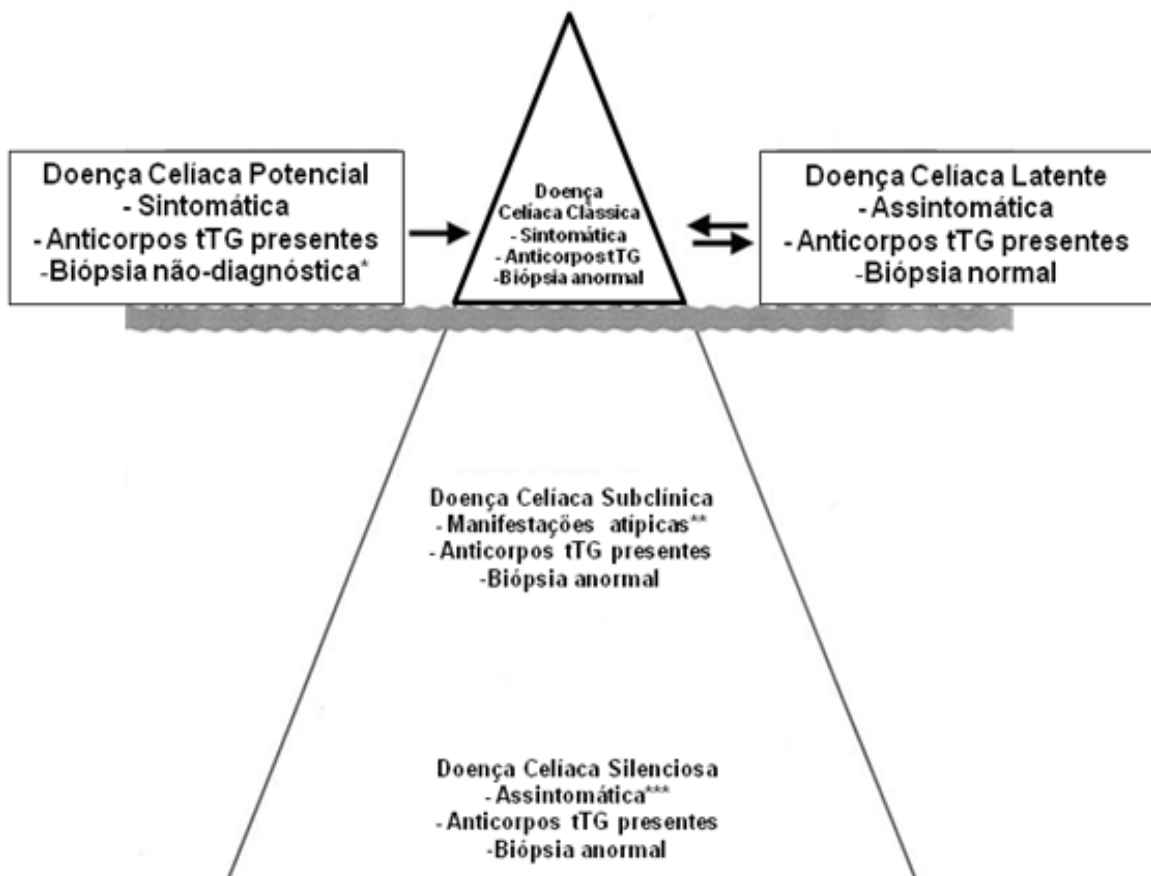 Doença Celíaca Potencial
- Sintomática
-Anticorpos tTG presentes
-Biópsia não-diagnóstica*
Doença
Celíaca Clássica
- Sintomática
- Anticorpos tTG
-Biópsia anormal
Doença Celíaca Latente
- Assintomática
- Anticorpos tTG presentes
- Biópsia normal
Doença Celíaca Subclínica
- Manifestações atípicas**
- Anticorpos tTG presentes
-Biópsia anormal
Doença Celíaca Silenciosa
- Assintomática***
- Anticorpos tTG presentes
-Biópsia anormal